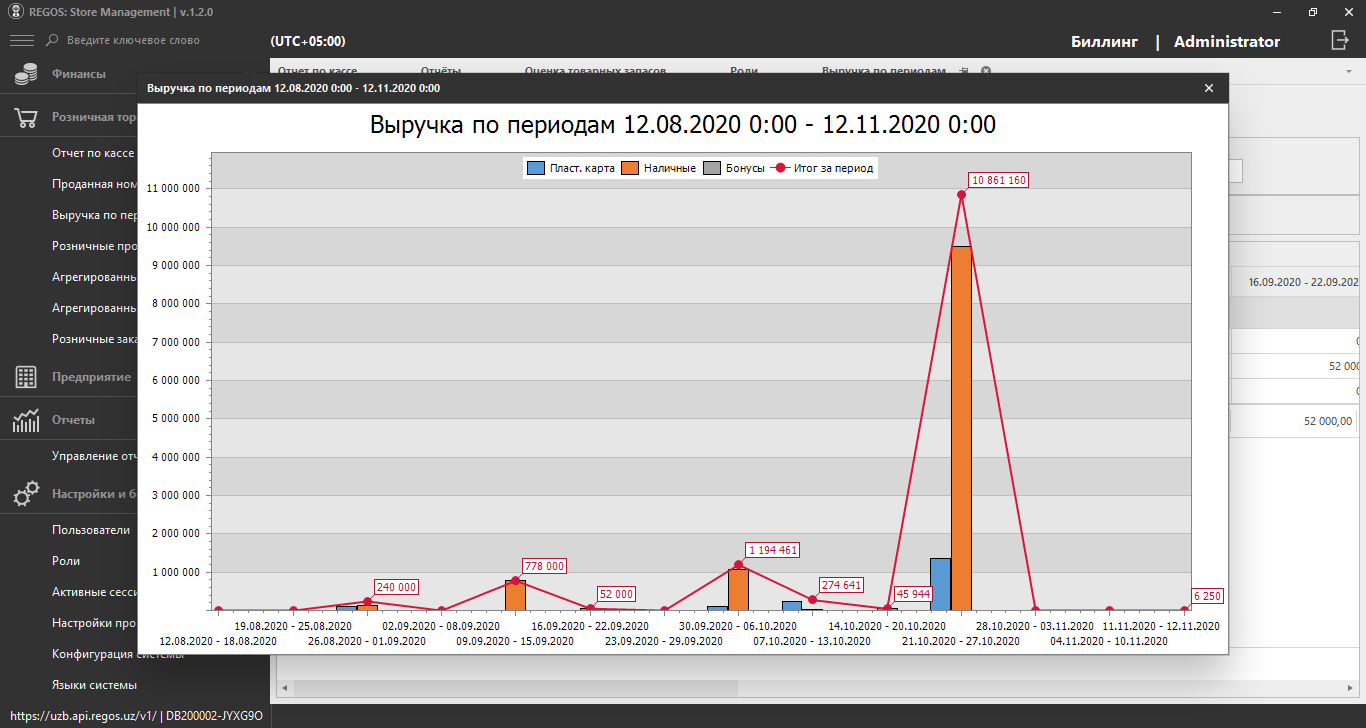 REGOS: Store Management | v.1.2.0
Введите ключевое слово
(UTC+05:00)
Биллинг | Administrator
Финансы
Отчет по кассе
Отчёты
Оценка товарных запасов
Роли
Выручка по периодам
Выручка по периодам 12.08.2020 0:00 - 12.11.2020 0:00
Выручка по периодам 12.08.2020 0:00 - 12.11.2020 0:00
Розничная тор
Отчет по кассе
Проданная ном
Выручка по пер
Розничные про
Агрегированнь
Агрегированнь
Розничные зака
Предприятие
Отчеты
Управление отч
Настройки и б
Пользователи
Роли
Активные сесси
Настройки про
Конфигурация системы
Языки системы
https://uzb.api.regos.uz/v1/ | DB200002-JYXG9O
Пласт. карта
Наличные
Бонусы
Итог за период
11 000 000
10 000 000
9 000 000
8 000 000
7 000 000
6 000 000
5 000 000
4 000 000
3 000 000
2 000 000
1 000 000
240 000
778 000
52 000
1 194 461
274 641
45 944
10 861 160
6 250
19.08.2020 - 25.08.2020
02.09.2020 - 08.09.2020
16.09.2020 - 22.09.2020
30.09.2020 - 06.10.2020
14.10.2020 - 20.10.2020
28.10.2020 - 03.11.2020
11.11.2020 - 12.11.2020
12.08.2020 - 18.08.2020
26.08.2020 - 01.09.2020
09.09.2020 - 15.09.2020
23.09.2020 - 29.09.2020
07.10.2020 - 13.10.2020
21.10.2020 - 27.10.2020
04.11.2020 - 10.11.2020
16.09.2020 - 22.09.202
0
52 000
0
52 000,00